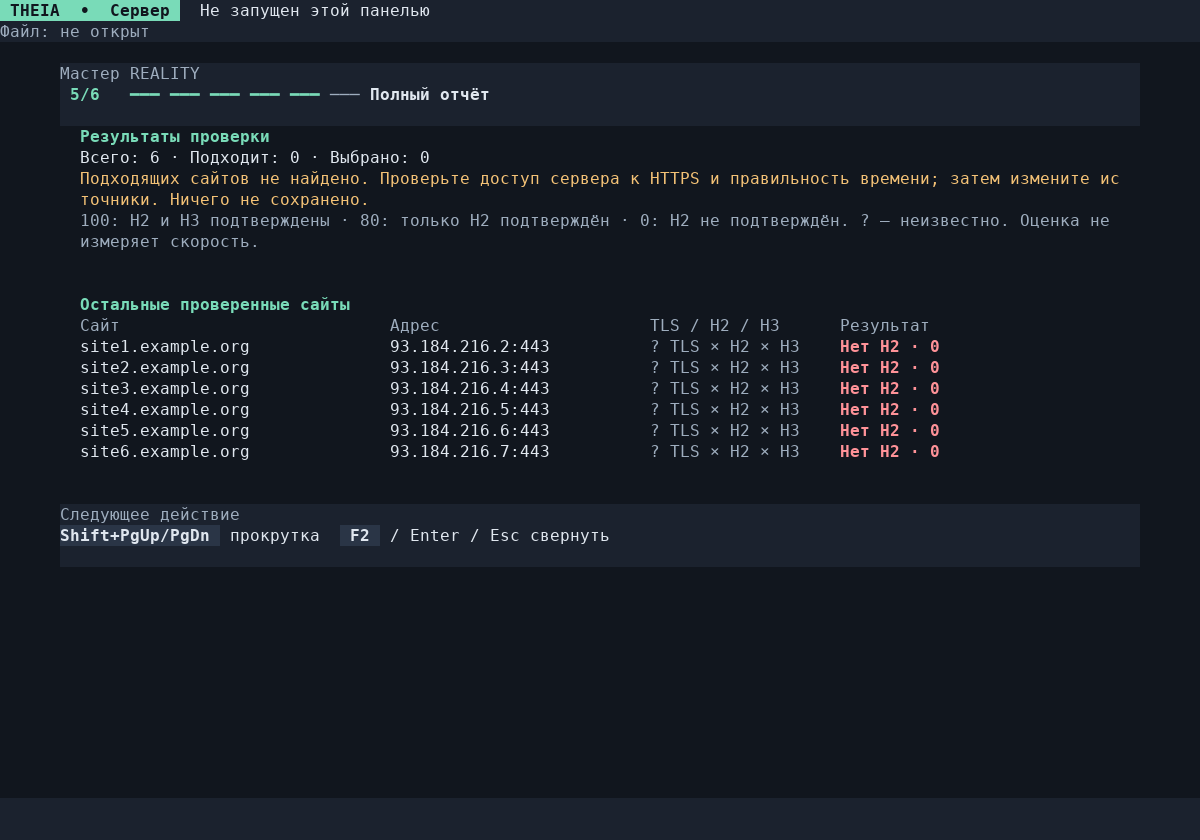 THEIA • Сервер Не запущен этой панелью
Файл: не открыт
Мастер REALITY
5/6 ━━━ ━━━ ━━━ ━━━ ━━━ ─── Полный отчёт
Результаты проверки
Всего: 6 · Подходит: 0 · Выбрано: 0
Подходящих сайтов не найдено. Проверьте доступ сервера к HTTPS и правильность времени; затем измените ис
точники. Ничего не сохранено.
100: H2 и H3 подтверждены · 80: только H2 подтверждён · 0: H2 не подтверждён. ? — неизвестно. Оценка не
измеряет скорость.
Остальные проверенные сайты
Сайт Адрес TLS / H2 / H3 Результат
site1.example.org 93.184.216.2:443 ? TLS × H2 × H3 Нет H2 · 0
site2.example.org 93.184.216.3:443 ? TLS × H2 × H3 Нет H2 · 0
site3.example.org 93.184.216.4:443 ? TLS × H2 × H3 Нет H2 · 0
site4.example.org 93.184.216.5:443 ? TLS × H2 × H3 Нет H2 · 0
site5.example.org 93.184.216.6:443 ? TLS × H2 × H3 Нет H2 · 0
site6.example.org 93.184.216.7:443 ? TLS × H2 × H3 Нет H2 · 0
Следующее действие
Shift+PgUp/PgDn прокрутка F2 / Enter / Esc свернуть